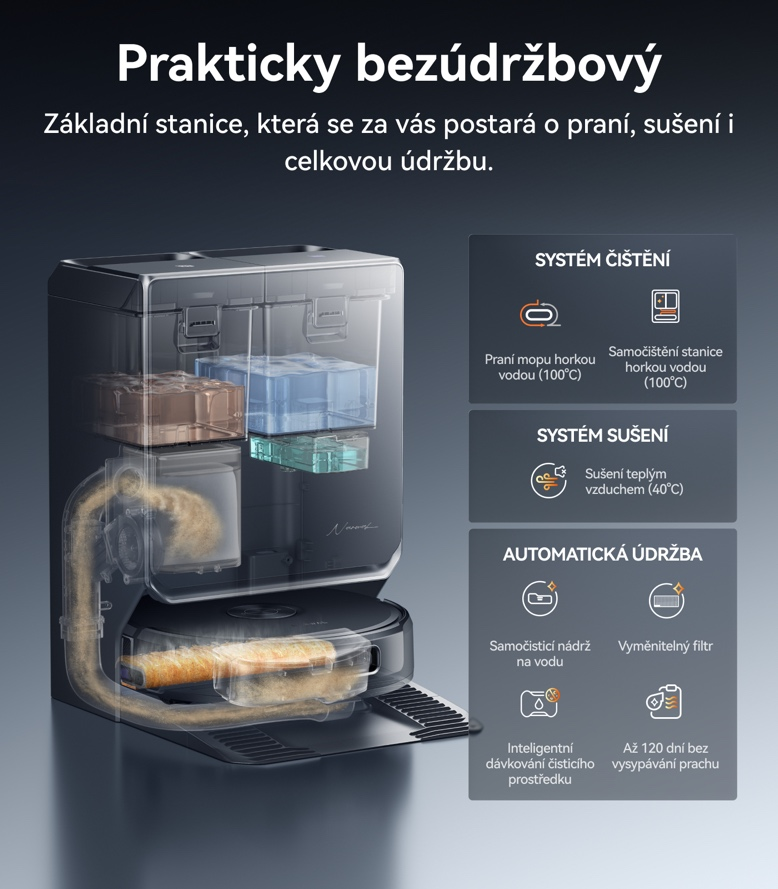 Prakticky bezúdržbový
Základní stanice, která se za vás postará o praní, sušení i
celkovou údržbu.
SYSTÉM ČIŠTĚNÍ
Praní mopu horkou
vodou (100°C)
Samočištění stanice
horkou vodou
(100°C)
SYSTÉM SUŠENÍ
Sušení teplým
vzduchem (40°C)
AUTOMATICKÁ ÚDRŽBA
Samočisticí nádrž
na vodu
Vyměnitelný filtr
Inteligentní
dávkování čisticího
prostředku
Až 120 dní bez
vysypávání prachu